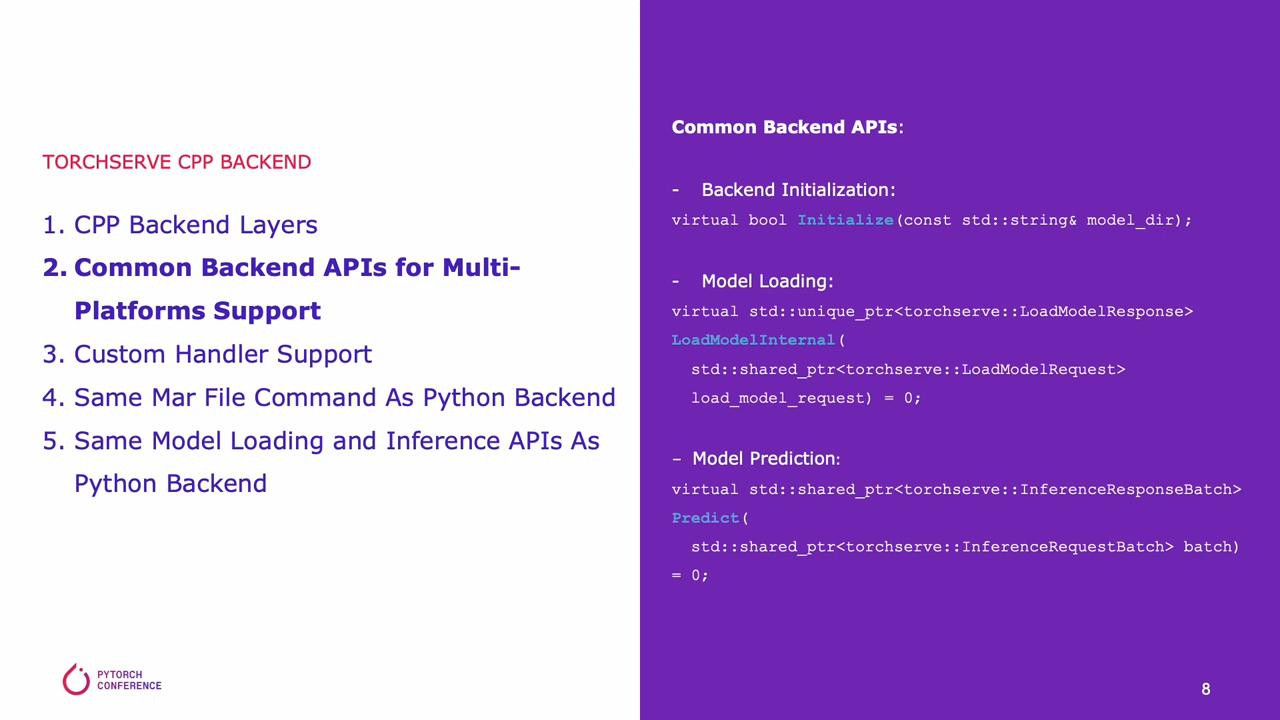 TORCHSERVE CPP BACKEND
1. CPP Backend Layers
2. Common Backend APIs for Multi-
Platforms Support
3. Custom Handler Support
4. Same Mar File Command As Python Backend
5. Same Model Loading and Inference APIs As
Python Backend
PYTORCH
CONFERENCE
Common Backend APIs:
- Backend Initialization:
virtual bool Initialize(const std::string& model_dir);
- Model Loading:
virtual std::unique_ptr<torchserve::LoadModelResponse>
LoadModelInternal(
std::shared_ptr<torchserve::LoadModelRequest>
load_model_request) = 0;
– Model Prediction:
virtual std::shared_ptr<torchserve::InferenceResponseBatch>
Predict(
std::shared_ptr<torchserve::InferenceRequestBatch> batch)
= 0;
8